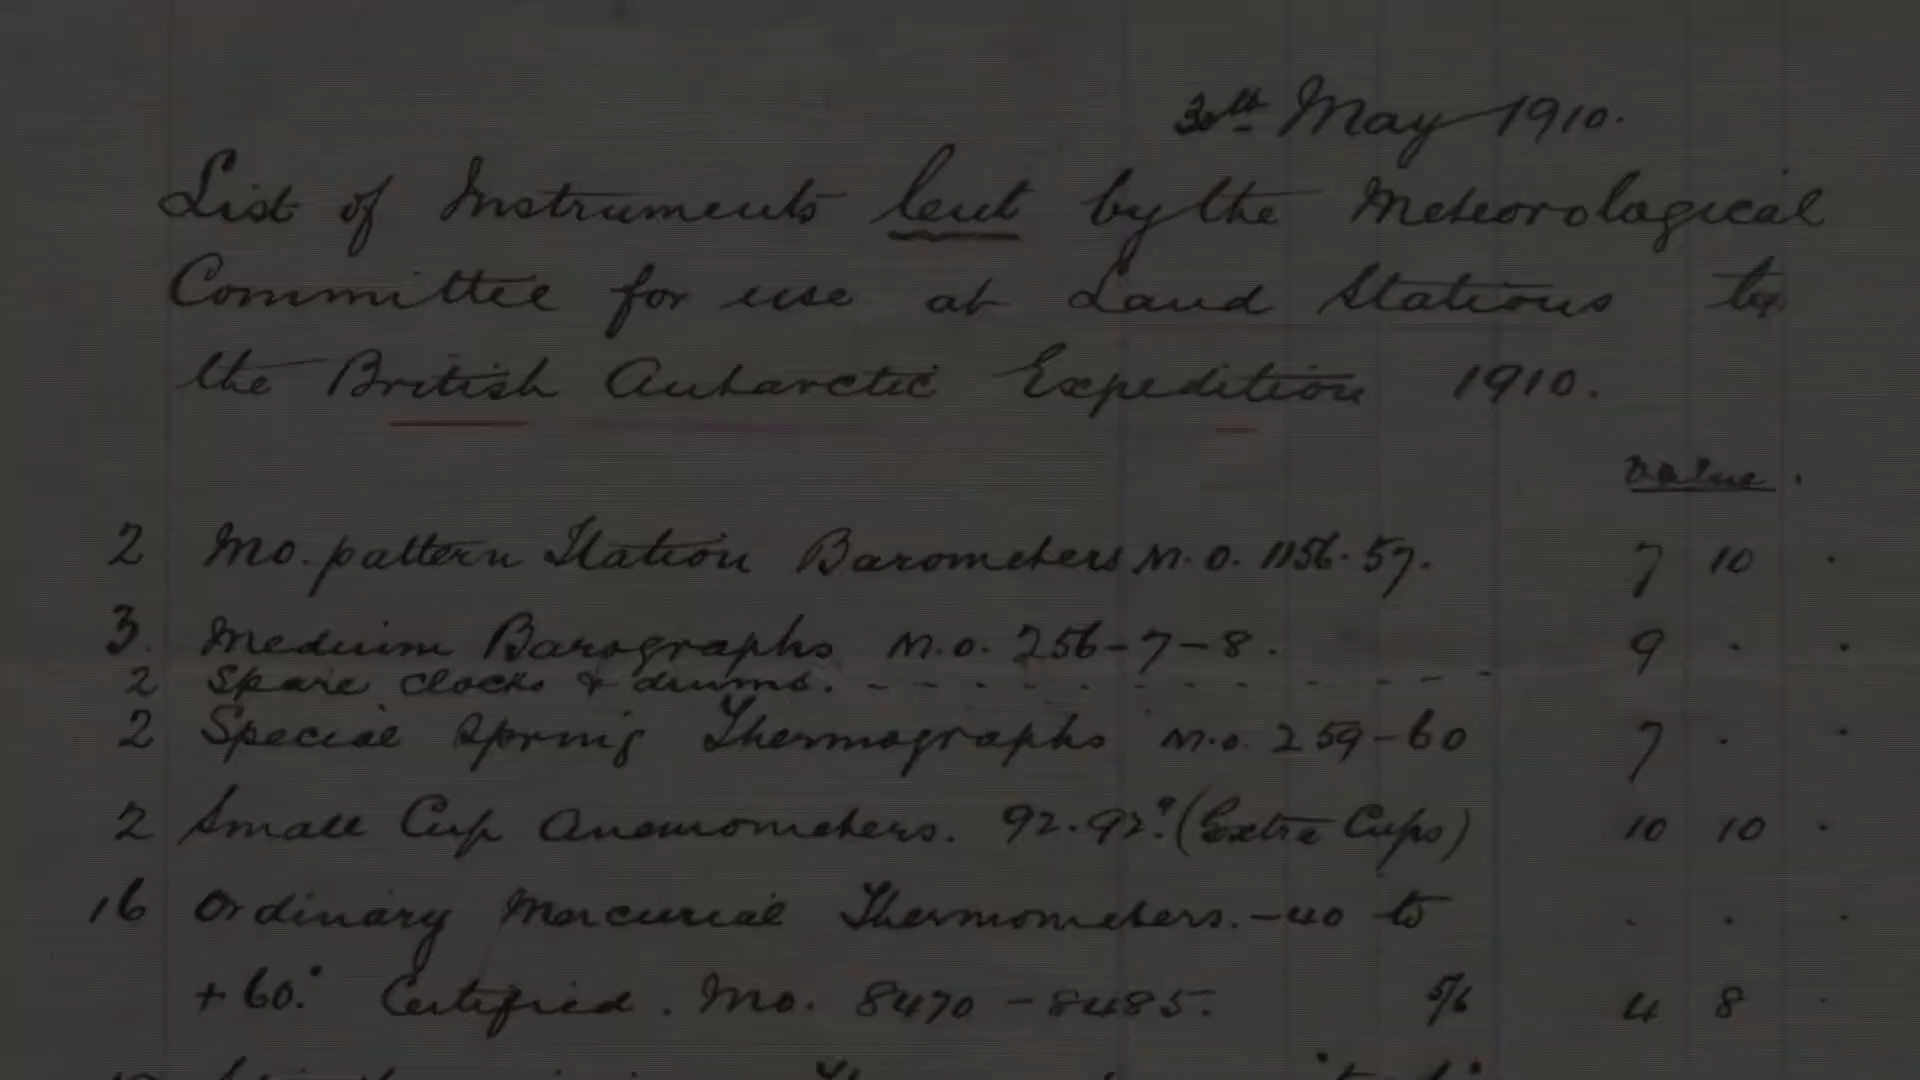 30th May 1910.
List of Instruments lent by the Meteorological
Committee for use at Land Stations by
the British Antarctic Expedition 1910.
Value.
2 Mo. pattern Station Barometers M.O. 1156.57. 7 10 .
3. Medium Barographs M.O. 256-7-8. 9 . .
2 Spare clocks & drums.
2 Special Spring Thermographs M.O. 259-60 7 . .
2 Small Cup Anemometers. 92.92? (Extra Cups) 10 10 .
16 Ordinary Mercurial Thermometers. -40 to . . .
+60.° Certified. Mo. 8470-8485. 5/6 4 8 .